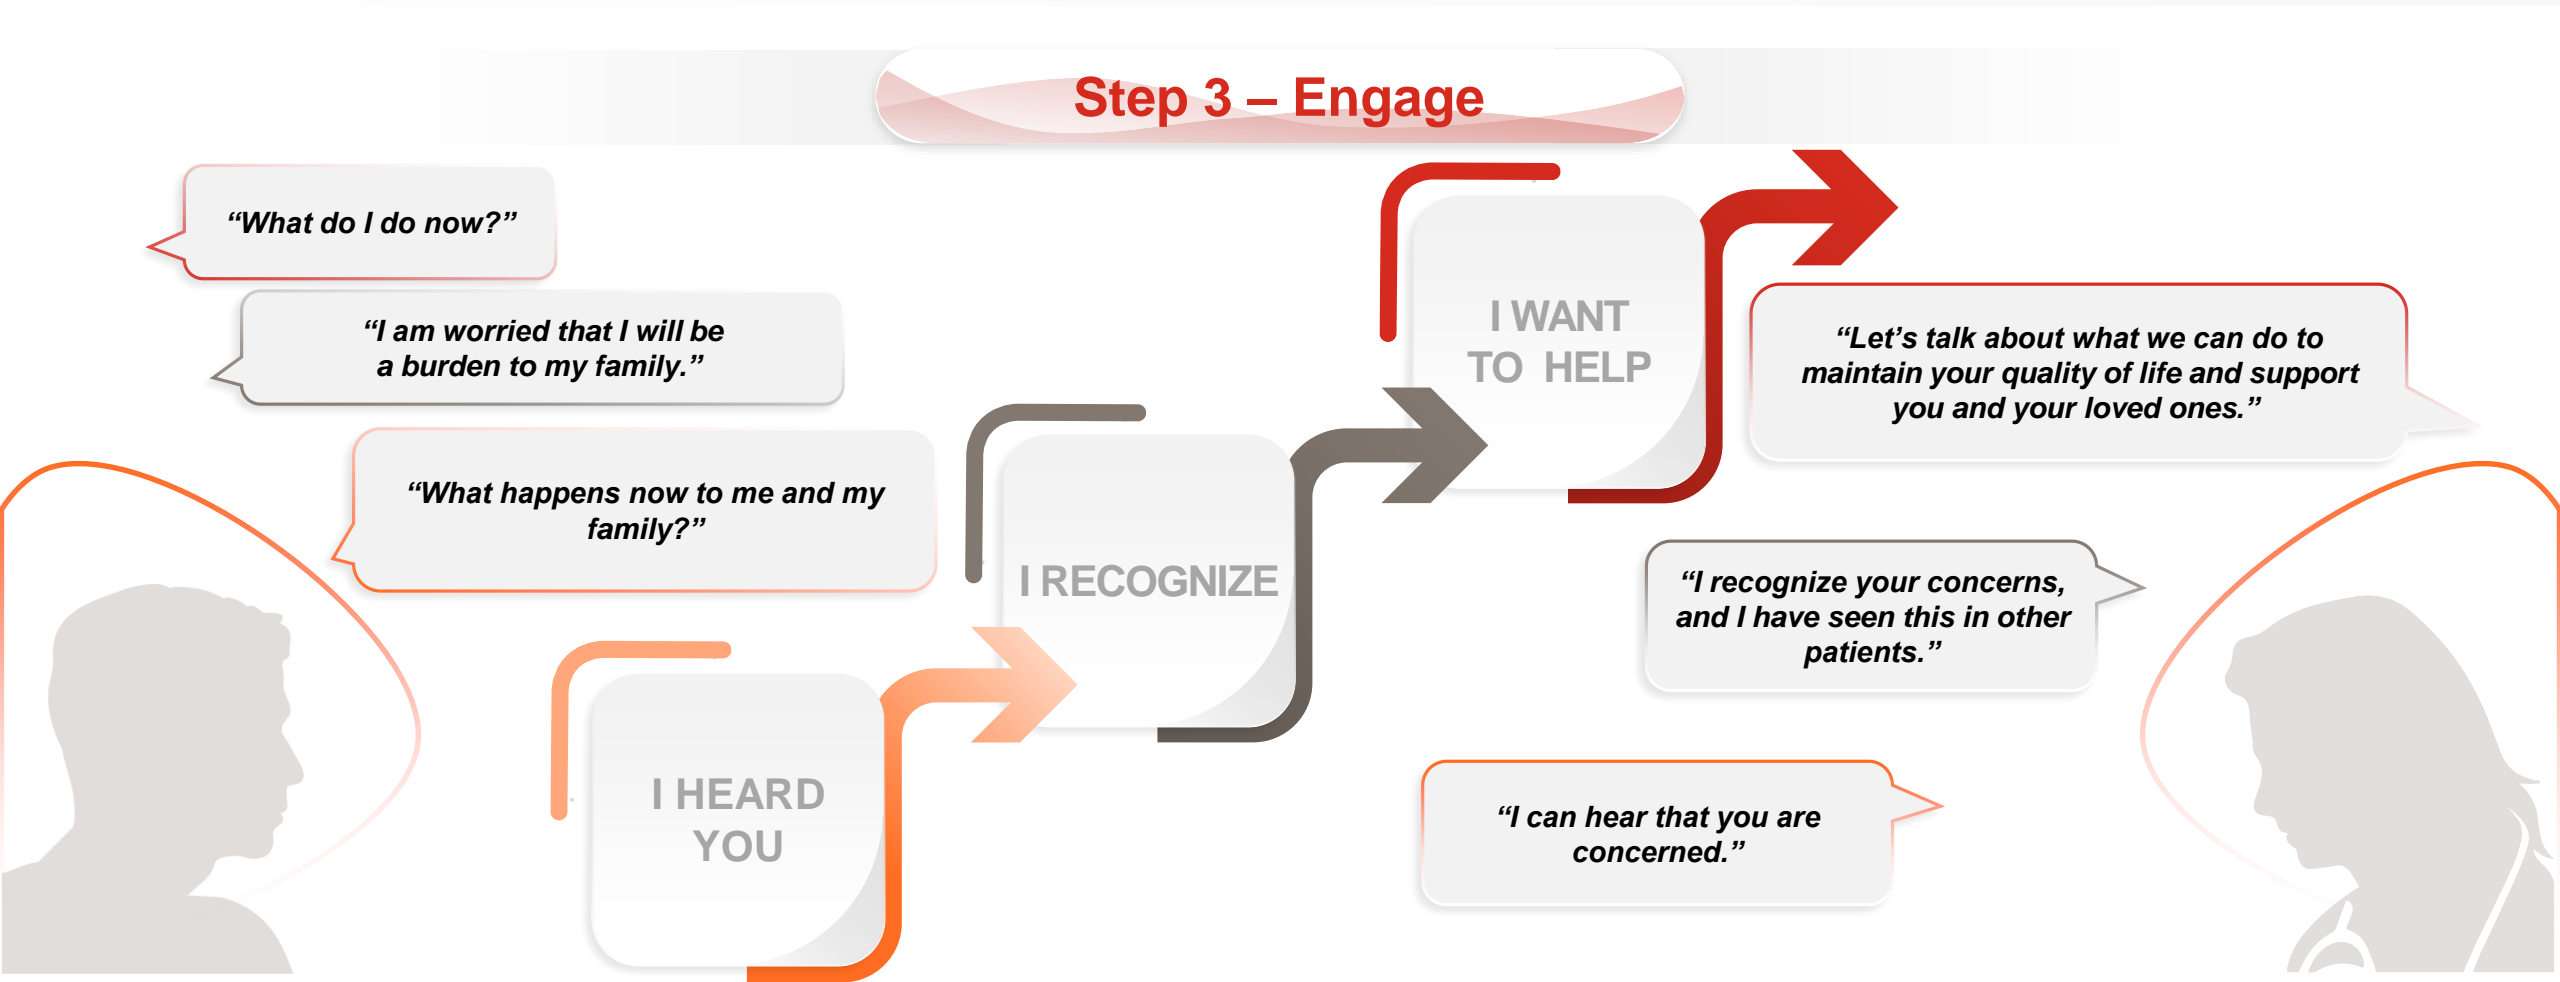 Step 3 – Engage
“What do I do now?”
“I am worried that I will be
a burden to my family.”
“What happens now to me and my
family?”
I HEARD
YOU
I RECOGNIZE
I WANT
TO HELP
“Let’s talk about what we can do to
maintain your quality of life and support
you and your loved ones.”
“I recognize your concerns,
and I have seen this in other
patients.”
“I can hear that you are
concerned.”